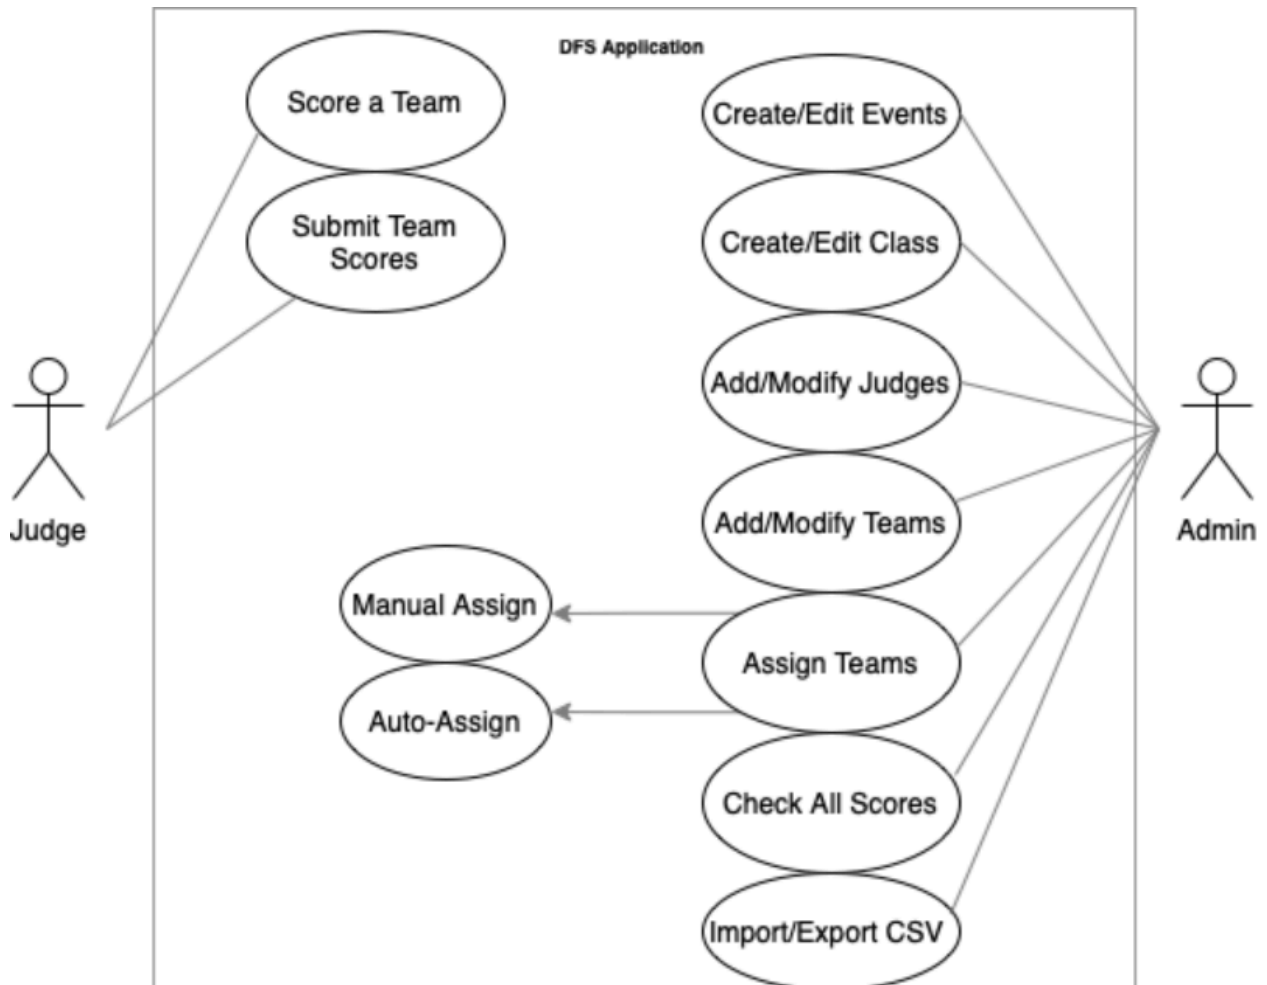 DFS Application
Score a Team
Submit Team
Scores
Create/Edit Events
Create/Edit Class
Add/Modify Judges
Add/Modify Teams
Judge
Admin
Manual Assign
Auto-Assign
Assign Teams
Check All Scores
Import/Export CSV